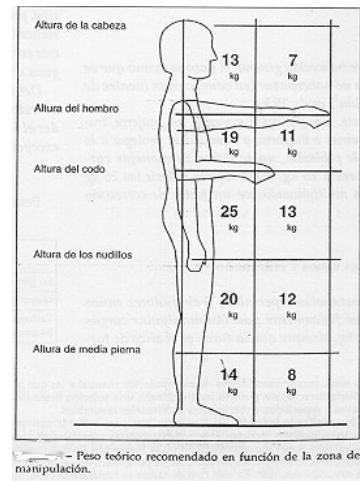 Altura de la cabeza
13 kg
7 kg
Altura del hombro
19 kg
11 kg
Altura del codo
25 kg
13 kg
Altura de los nudillos
20 kg
12 kg
Altura de media pierna
14 kg
8 kg
– Peso teórico recomendado en función de la zona de
manipulación.